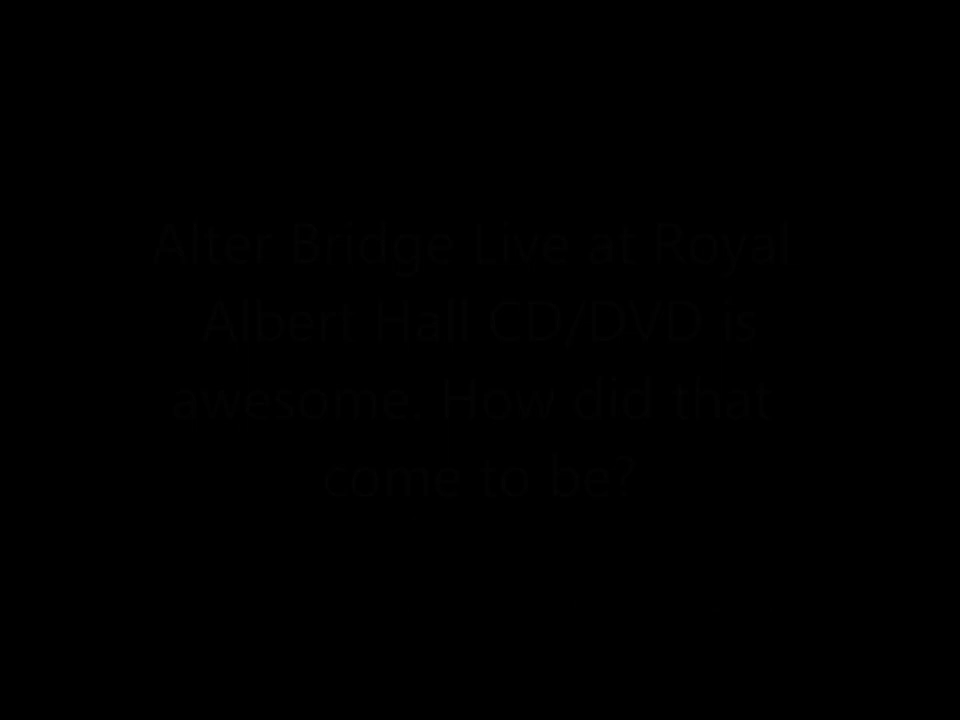 Alter Bridge Live at Royal
Albert Hall CD/DVD is
awesome. How did that
come to be?